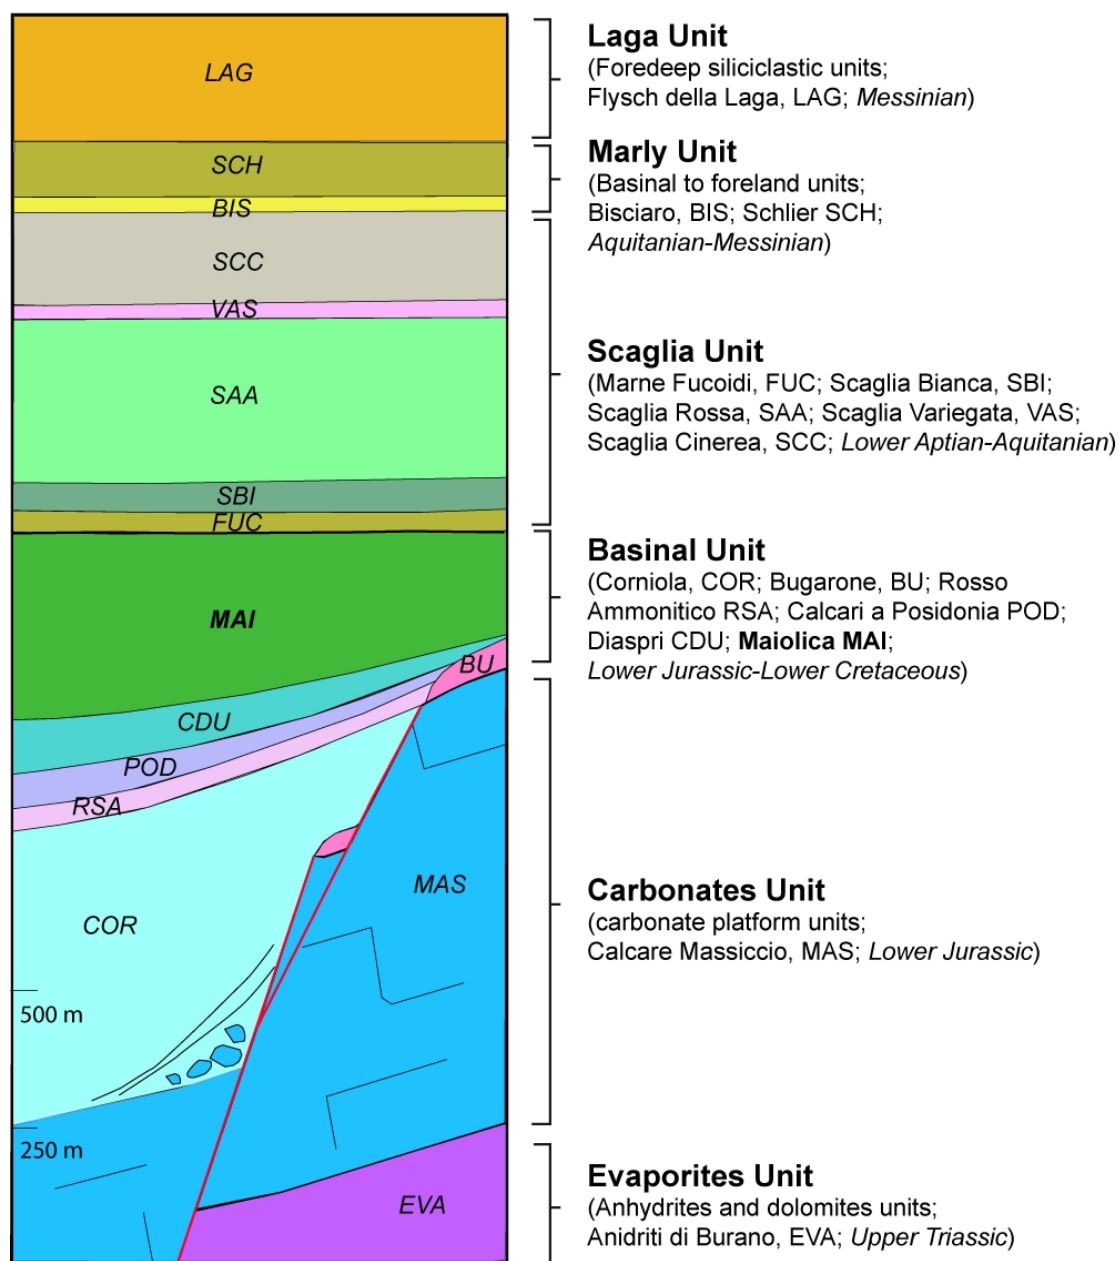 LAG
SCH
BIS
SCC
VAS
SAA
SBI
FUC
MAI
BU
CDU
POD
RSA
MAS
COR
500 m
250 m
EVA
Laga Unit
(Foredeep siliciclastic units;
Flysch della Laga, LAG; Messinian)
Marly Unit
(Basinal to foreland units;
Bisciaro, BIS; Schlier SCH;
Aquitanian-Messinian)
Scaglia Unit
(Marne Fucoidi, FUC; Scaglia Bianca, SBI;
Scaglia Rossa, SAA; Scaglia Variegata, VAS;
Scaglia Cinerea, SCC; Lower Aptian-Aquitanian)
Basinal Unit
(Corniola, COR; Bugarone, BU; Rosso
Ammonitico RSA; Calcari a Posidonia POD;
Diaspri CDU; Maiolica MAI;
Lower Jurassic-Lower Cretaceous)
Carbonates Unit
(carbonate platform units;
Calcare Massiccio, MAS; Lower Jurassic)
Evaporites Unit
(Anhydrites and dolomites units;
Anidriti di Burano, EVA; Upper Triassic)